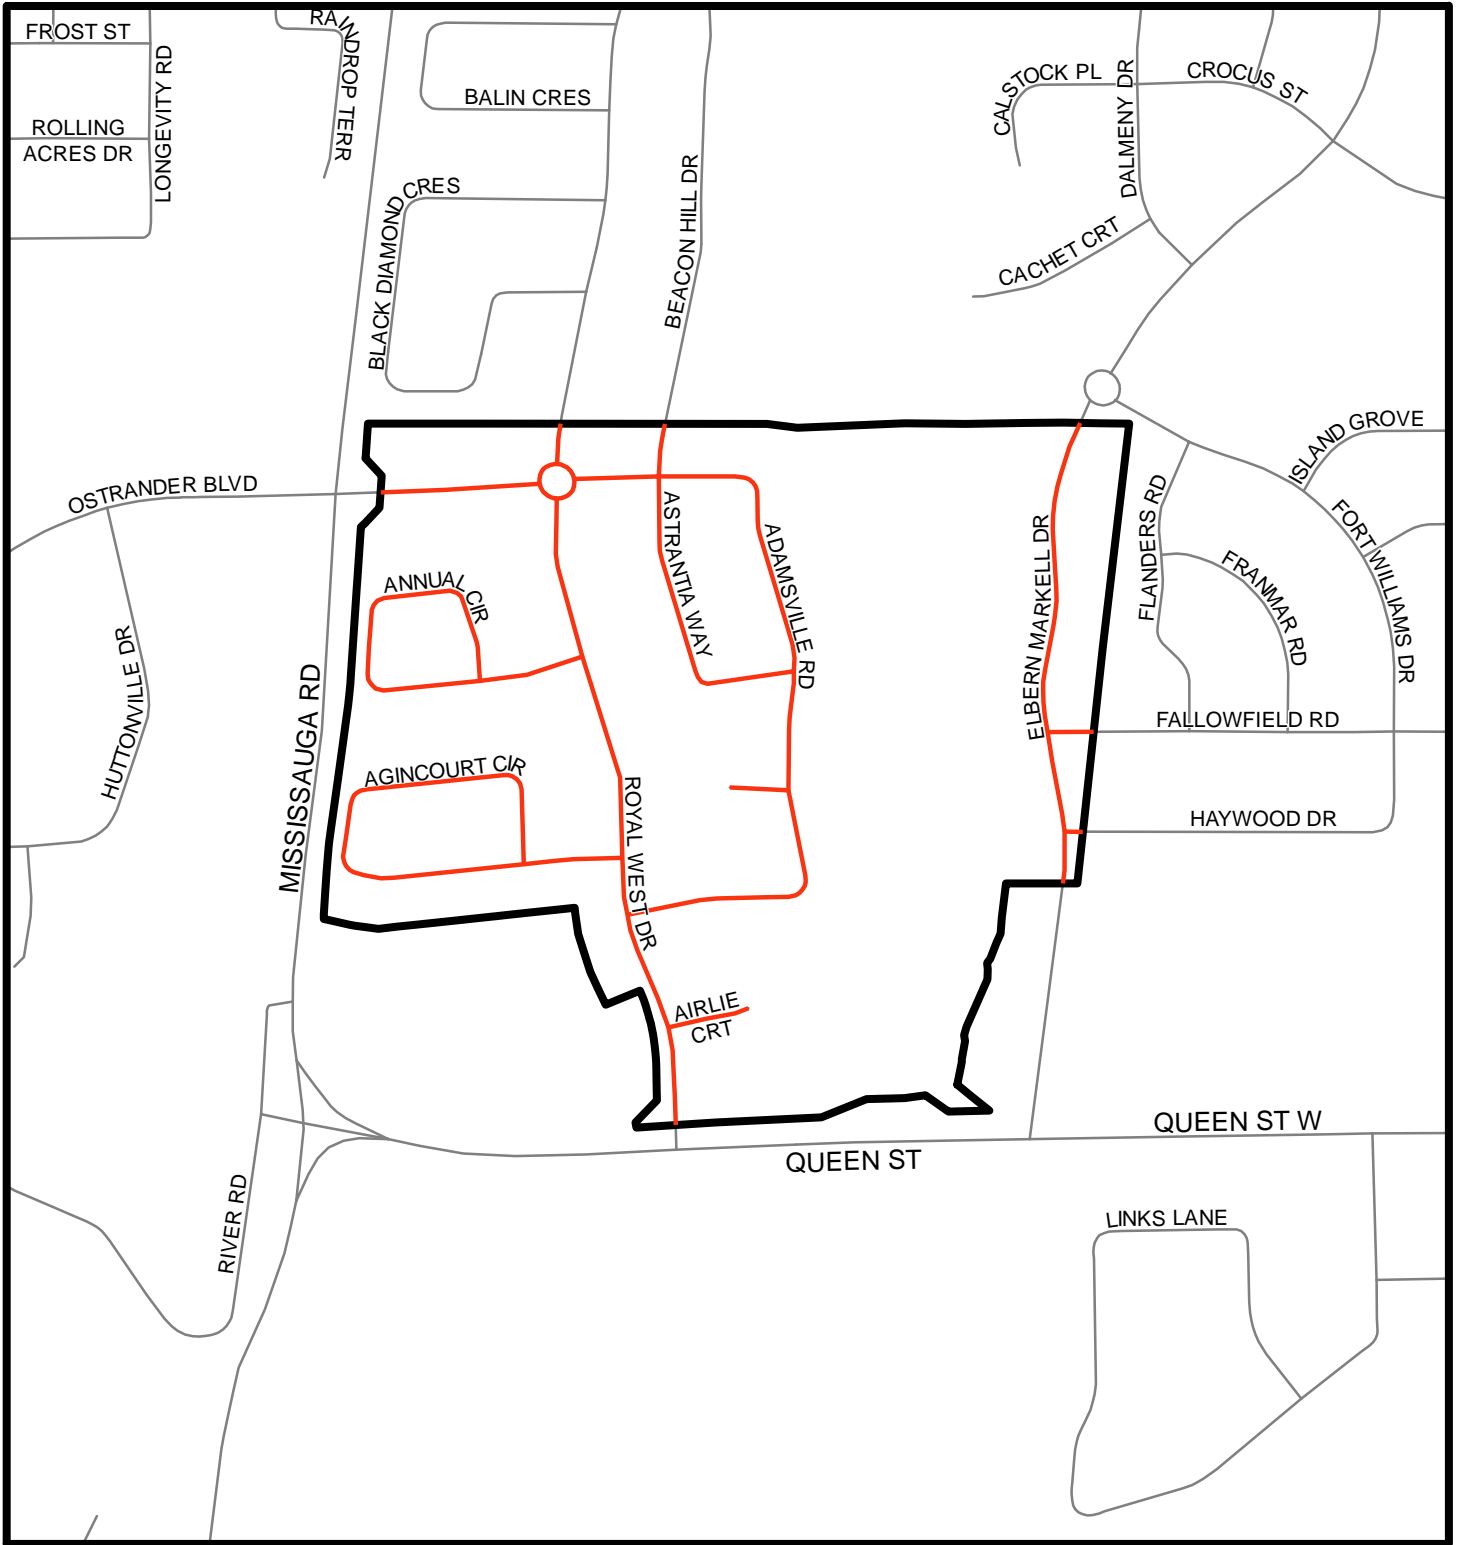 FROST ST
LONGEVITY RD
ROLLING
ACRES DR
RAINDROP TERR
BALIN CRES
BLACK DIAMOND CRES
BEACON HILL DR
CALSTOCK PL
DALMENY DR
CROCUS ST
CACHET CRT
ISLAND GROVE
OSTRANDER BLVD
FLANDERS RD
FORT WILLIAMS DR
FRANMAR RD
ASTRANTIA WAY
ADAMSVILLE RD
ELBERN MARKELL DR
ANNUAL CIR
HUTTONVILLE DR
MISSISSAUGA RD
FALLOWFIELD RD
AGINCOURT CIR
ROYAL WEST DR
HAYWOOD DR
AIRLIE
CRT
QUEEN ST W
QUEEN ST
RIVER RD
LINKS LANE